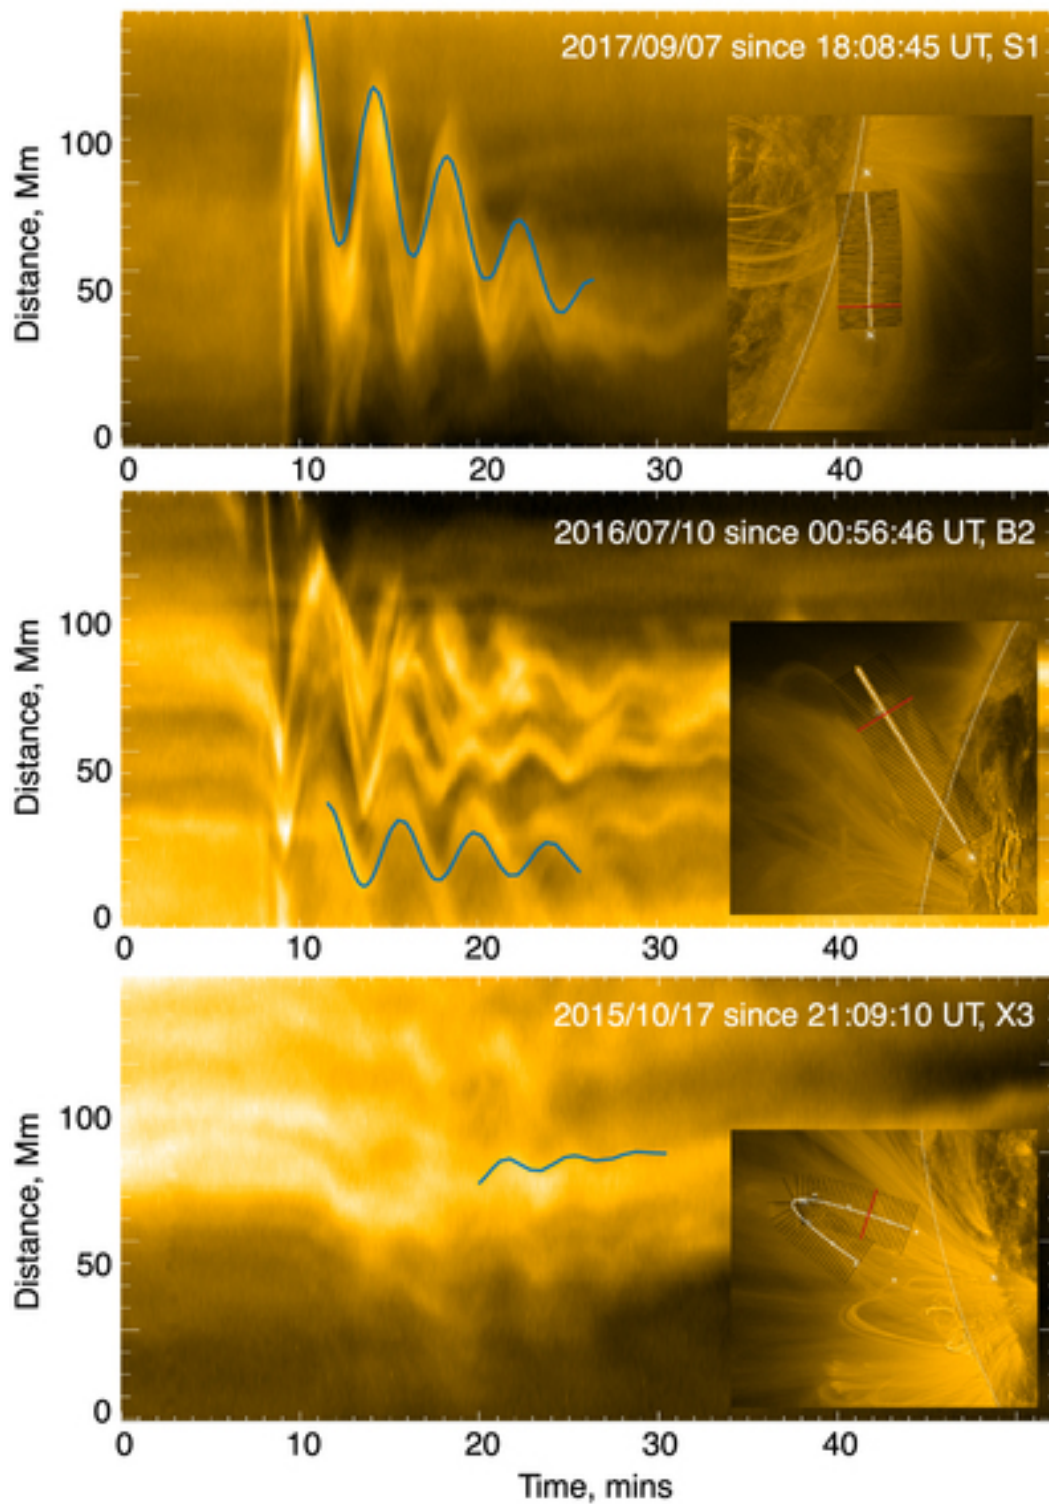 2017/09/07 since 18:08:45 UT, S1
Distance, Mm
100
50
0
0 10 20 30 40
2016/07/10 since 00:56:46 UT, B2
Distance, Mm
100
50
0
0 10 20 30 40
2015/10/17 since 21:09:10 UT, X3
Distance, Mm
100
50
0
0 10 20 30 40
Time, mins